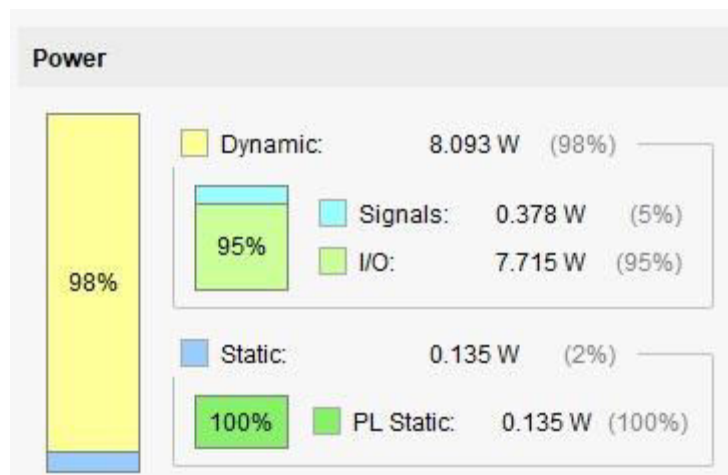 Power
Dynamic: 8.093 W (98%)
Signals: 0.378 W (5%)
95%
I/O: 7.715 W (95%)
98%
Static: 0.135 W (2%)
100% PL Static: 0.135 W (100%)